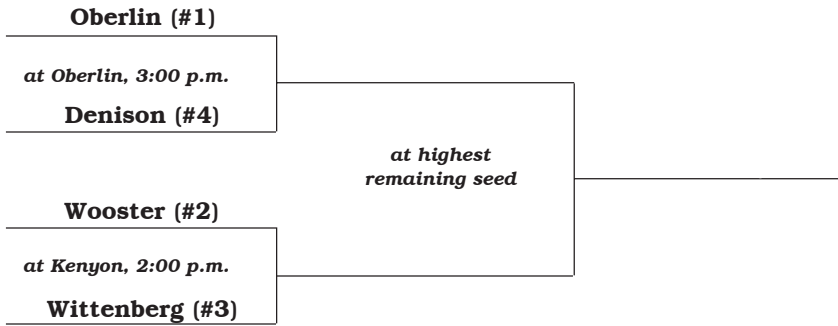 Oberlin (#1)
at Oberlin, 3:00 p.m.
Denison (#4)
at highest
remaining seed
Wooster (#2)
at Kenyon, 2:00 p.m.
Wittenberg (#3)